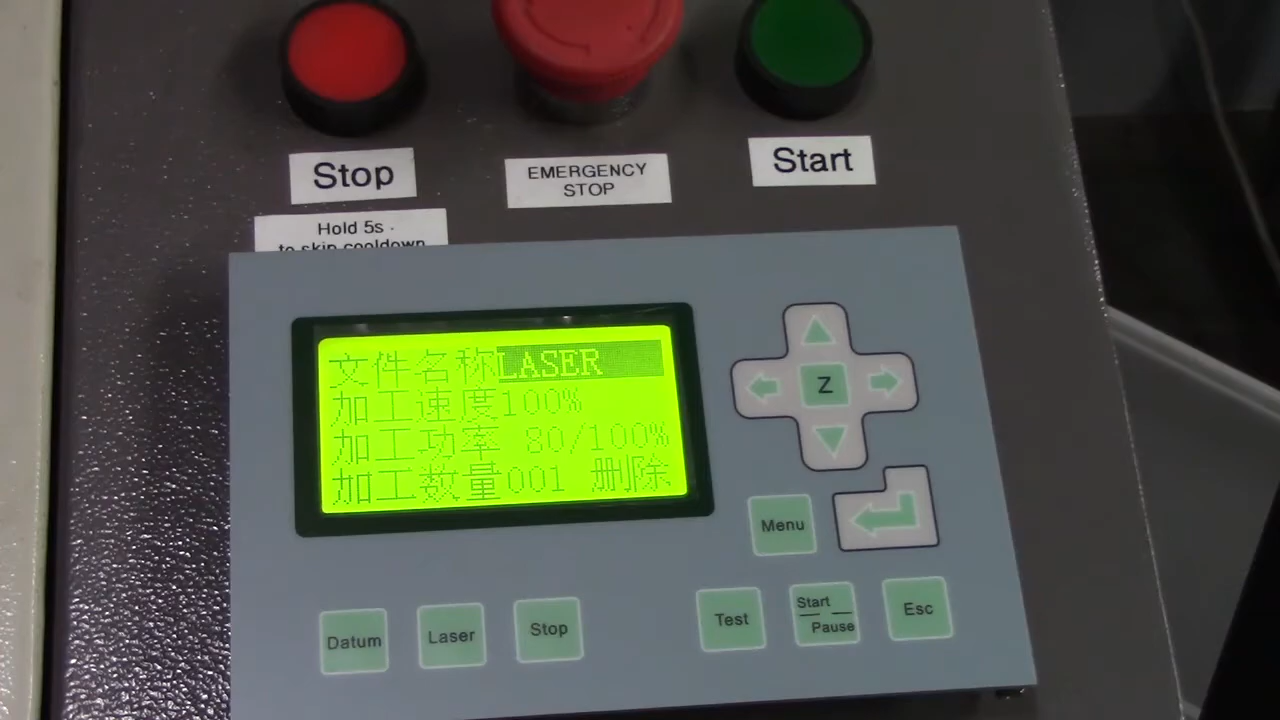 Stop
EMERGENCY
STOP
Start
Hold 5s
to skip cooldown
文件名称LASER
加工速度100%
加工功率 80/100%
加工数量001 删除
Z
Menu
Datum
Laser
Stop
Test
Start
Pause
Esc